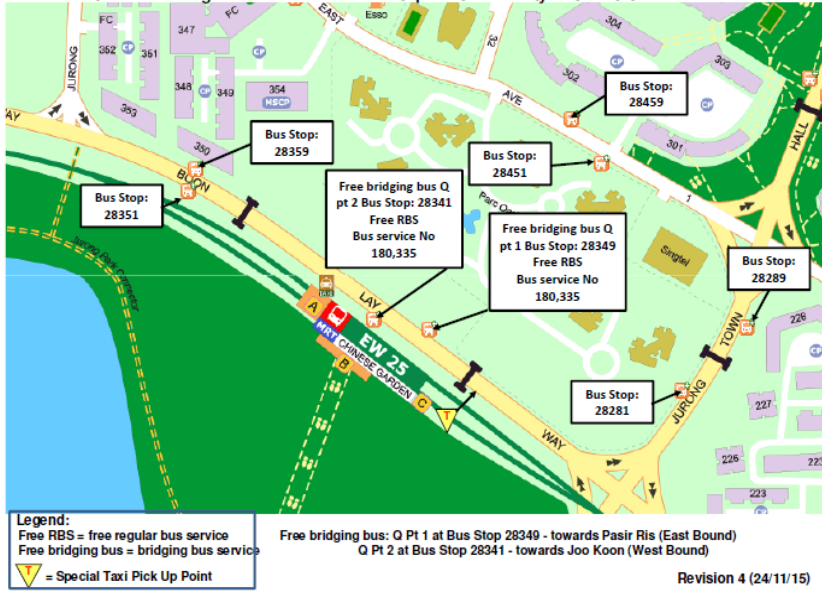 FC
FC
347
352
351
JURONG
CP
348
CP
349
354
MSCP
353
350
Esso
EAST
32
AVE
304
CP
303
302
CP
301
1
HALL
Bus Stop:
28459
Bus Stop:
28359
Bus Stop:
28451
Bus Stop:
28351
BOON
Free bridging bus Q
pt 2 Bus Stop: 28341
Free RBS
Bus service No
180,335
Free bridging bus Q
pt 1 Bus Stop: 28349
Free RBS
Bus service No
180,335
Singtel
Bus Stop:
28289
Jurong Park Connector
LAY
A
MRT
CHINESE GARDEN
EW 25
B
C
T
WAY
TOWN
JURONG
Bus Stop:
28281
228
CP
227
226
223
223
CP
Legend:
Free RBS = free regular bus service
Free bridging bus = bridging bus service
T = Special Taxi Pick Up Point
Free bridging bus: Q Pt 1 at Bus Stop 28349 - towards Pasir Ris (East Bound)
Q Pt 2 at Bus Stop 28341 - towards Joo Koon (West Bound)
Revision 4 (24/11/15)